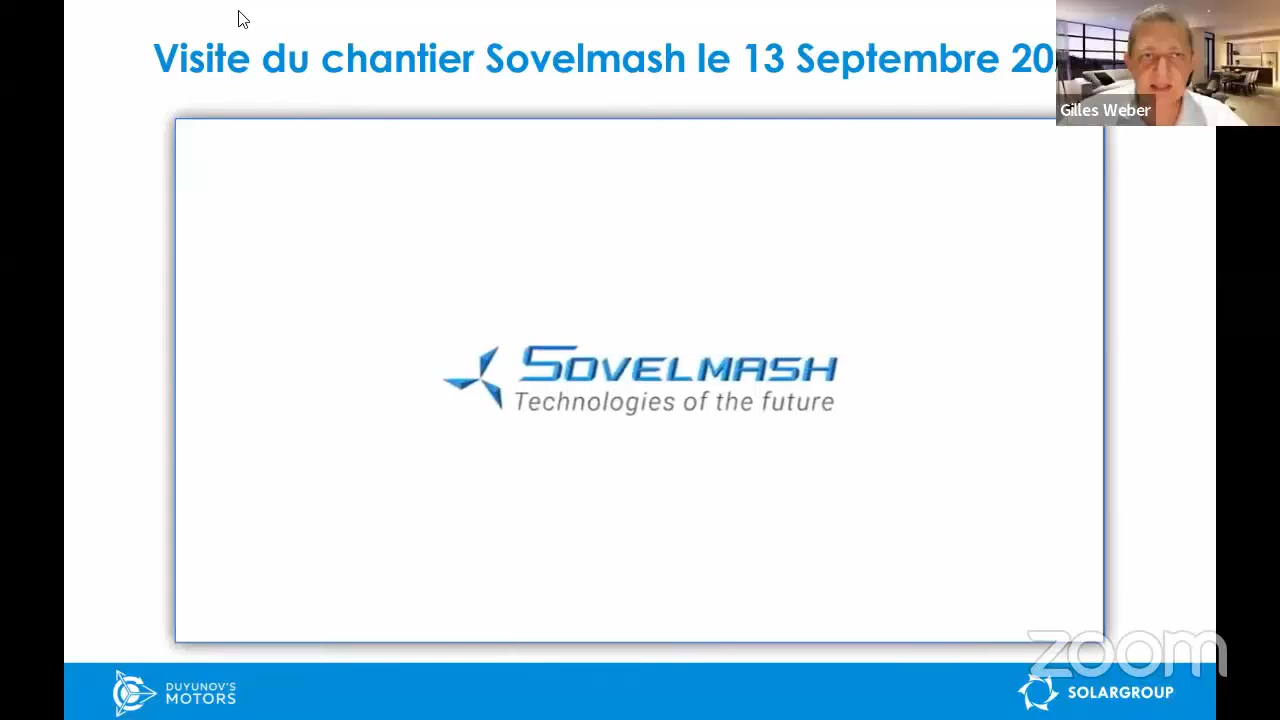 Visite du chantier Sovelmash le 13 Septembre 20
Gilles Weber
SOVELMASH
Technologies of the future
zoom
DUYUNOV'S
MOTORS
SOLARGROUP